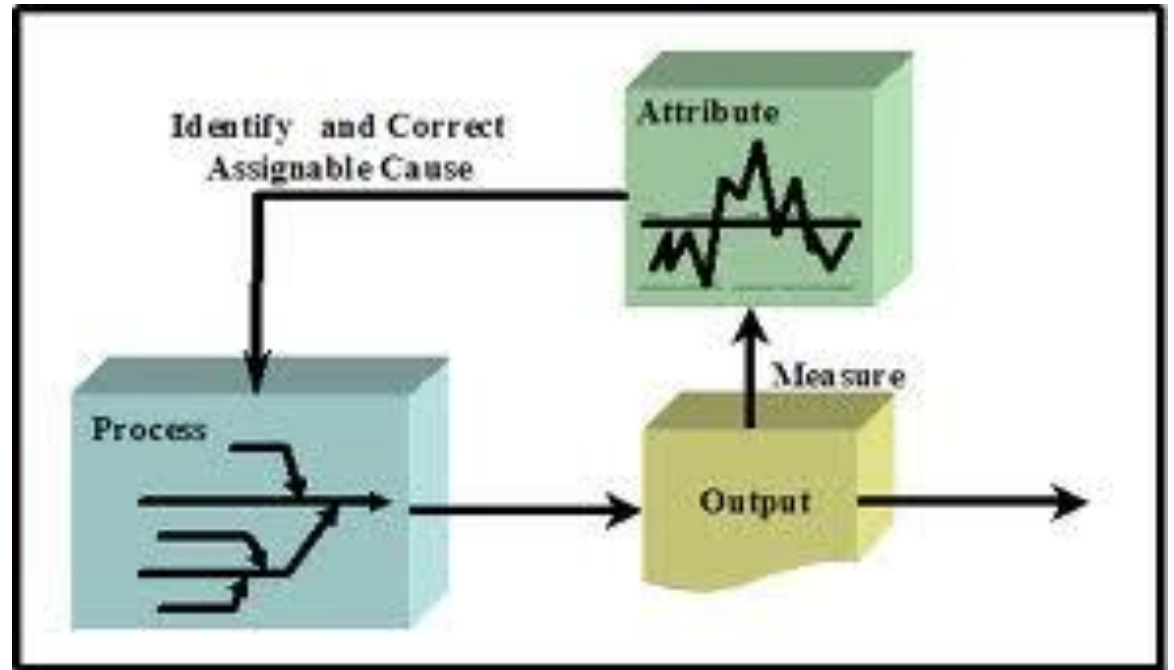 Identify and Correct
Assignable Cause
Attribute
Measure
Process
Output